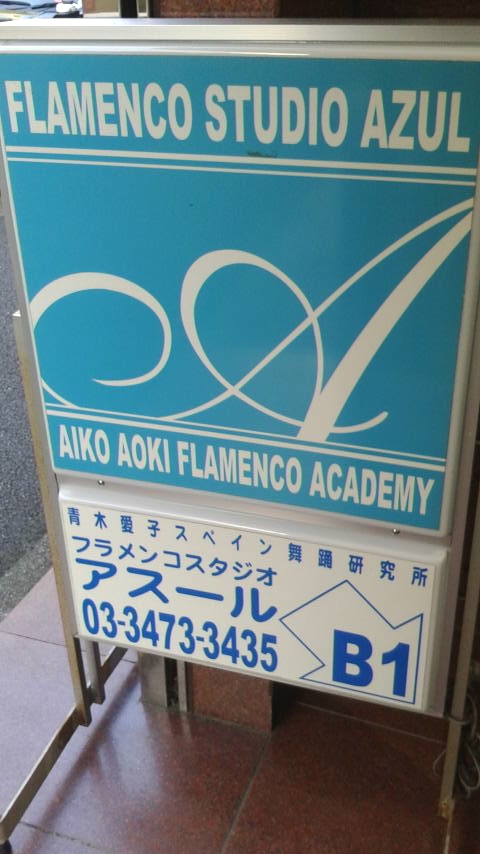 FLAMENCO STUDIO AZUL
A
AIKO AOKI FLAMENCO ACADEMY
青木愛子スペイン舞踊研究所
フラメンコスタジオ
アスール
03-3473-3435
B1